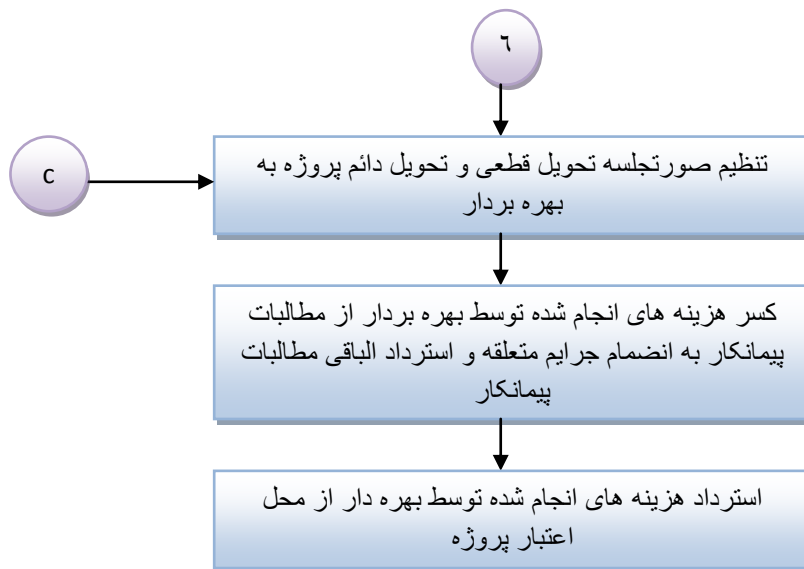 ٦
c
تنظیم صورتجلسه تحویل قطعی و تحویل دائم پروژه به
بهره بردار
کسر هزینه های انجام شده توسط بهره بردار از مطالبات
پیمانکار به انضمام جرایم متعلقه و استرداد الباقی مطالبات
پیمانکار
استرداد هزینه های انجام شده توسط بهره دار از محل
اعتبار پروژه